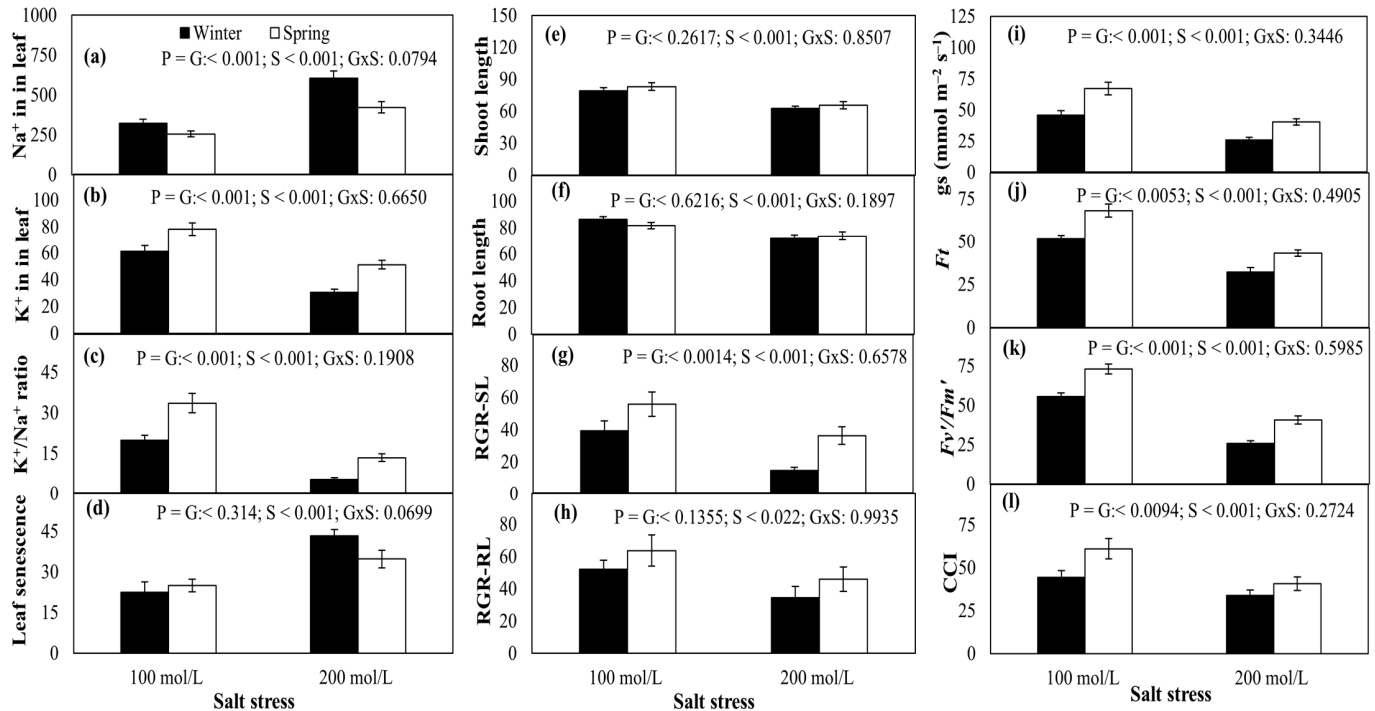 Winter Spring
(a)
P = G:< 0.001; S < 0.001; GxS: 0.0794
Na⁺ in in leaf
1000
750
500
250
0
(b)
P = G:< 0.001; S < 0.001; GxS: 0.6650
K⁺ in in leaf
100
80
60
40
20
0
(c)
P = G:< 0.001; S < 0.001; GxS: 0.1908
K⁺/Na⁺ ratio
45
30
15
0
(d)
P = G:< 0.314; S < 0.001; GxS: 0.0699
Leaf senescence
45
30
15
0
100 mol/L 200 mol/L
Salt stress
(e)
P = G:< 0.2617; S < 0.001; GxS: 0.8507
Shoot length
150
120
90
60
30
0
(f)
P = G:< 0.6216; S < 0.001; GxS: 0.1897
Root length
100
80
60
40
20
0
(g)
P = G:< 0.0014; S < 0.001; GxS: 0.6578
RGR-SL
80
60
40
20
0
(h)
P = G:< 0.1355; S < 0.022; GxS: 0.9935
RGR-RL
80
60
40
20
0
100 mol/L 200 mol/L
Salt stress
(i)
P = G:< 0.001; S < 0.001; GxS: 0.3446
gs (mmol m⁻² s⁻¹)
125
100
75
50
25
0
(j)
P = G:< 0.0053; S < 0.001; GxS: 0.4905
Ft
75
50
25
0
(k)
P = G:< 0.001; S < 0.001; GxS: 0.5985
Fv'/Fm'
75
50
25
0
(l)
P = G:< 0.0094; S < 0.001; GxS: 0.2724
CCI
75
50
25
0
100 mol/L 200 mol/L
Salt stress